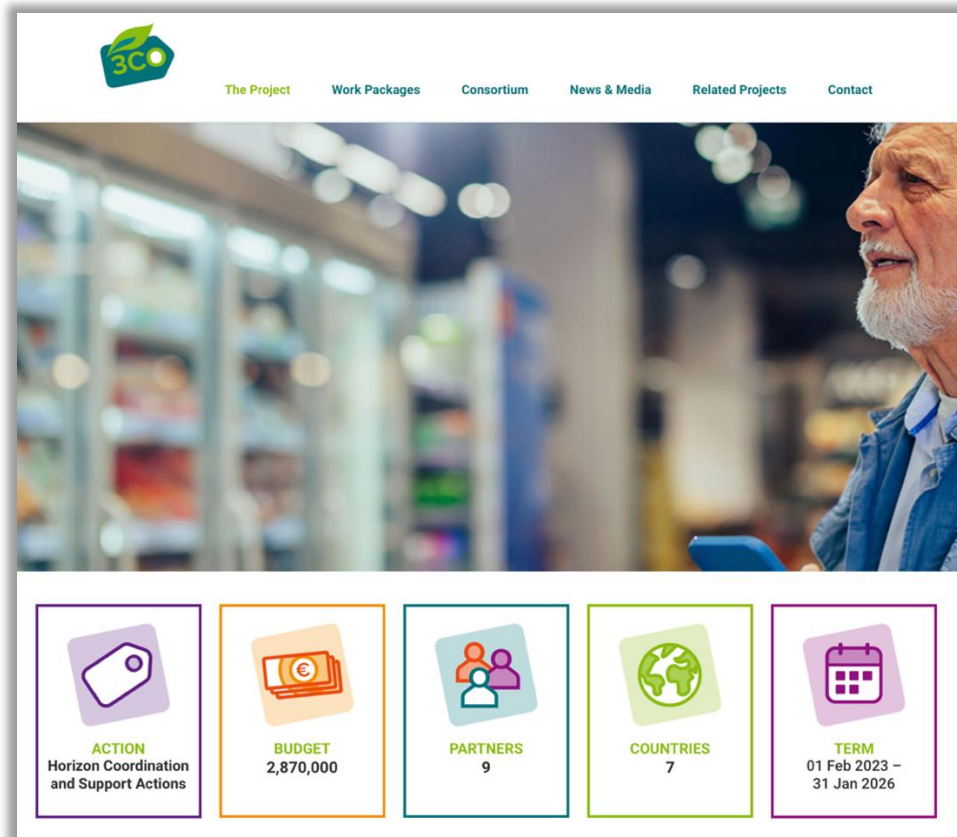 3CO
The Project Work Packages Consortium News & Media Related Projects Contact
€
ACTION
Horizon Coordination
and Support Actions
BUDGET
2,870,000
PARTNERS
9
COUNTRIES
7
TERM
01 Feb 2023 –
31 Jan 2026